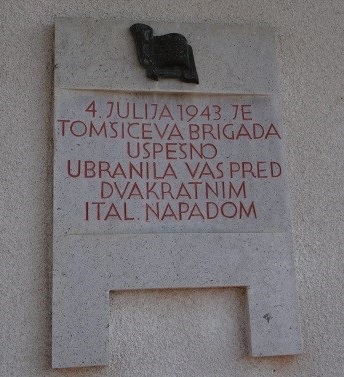 4. JULIJA 1943. JE
TOMŠIČEVA BRIGADA
USPEŠNO
UBRANILA VAS PRED
DVAKRATNIM
ITAL. NAPADOM